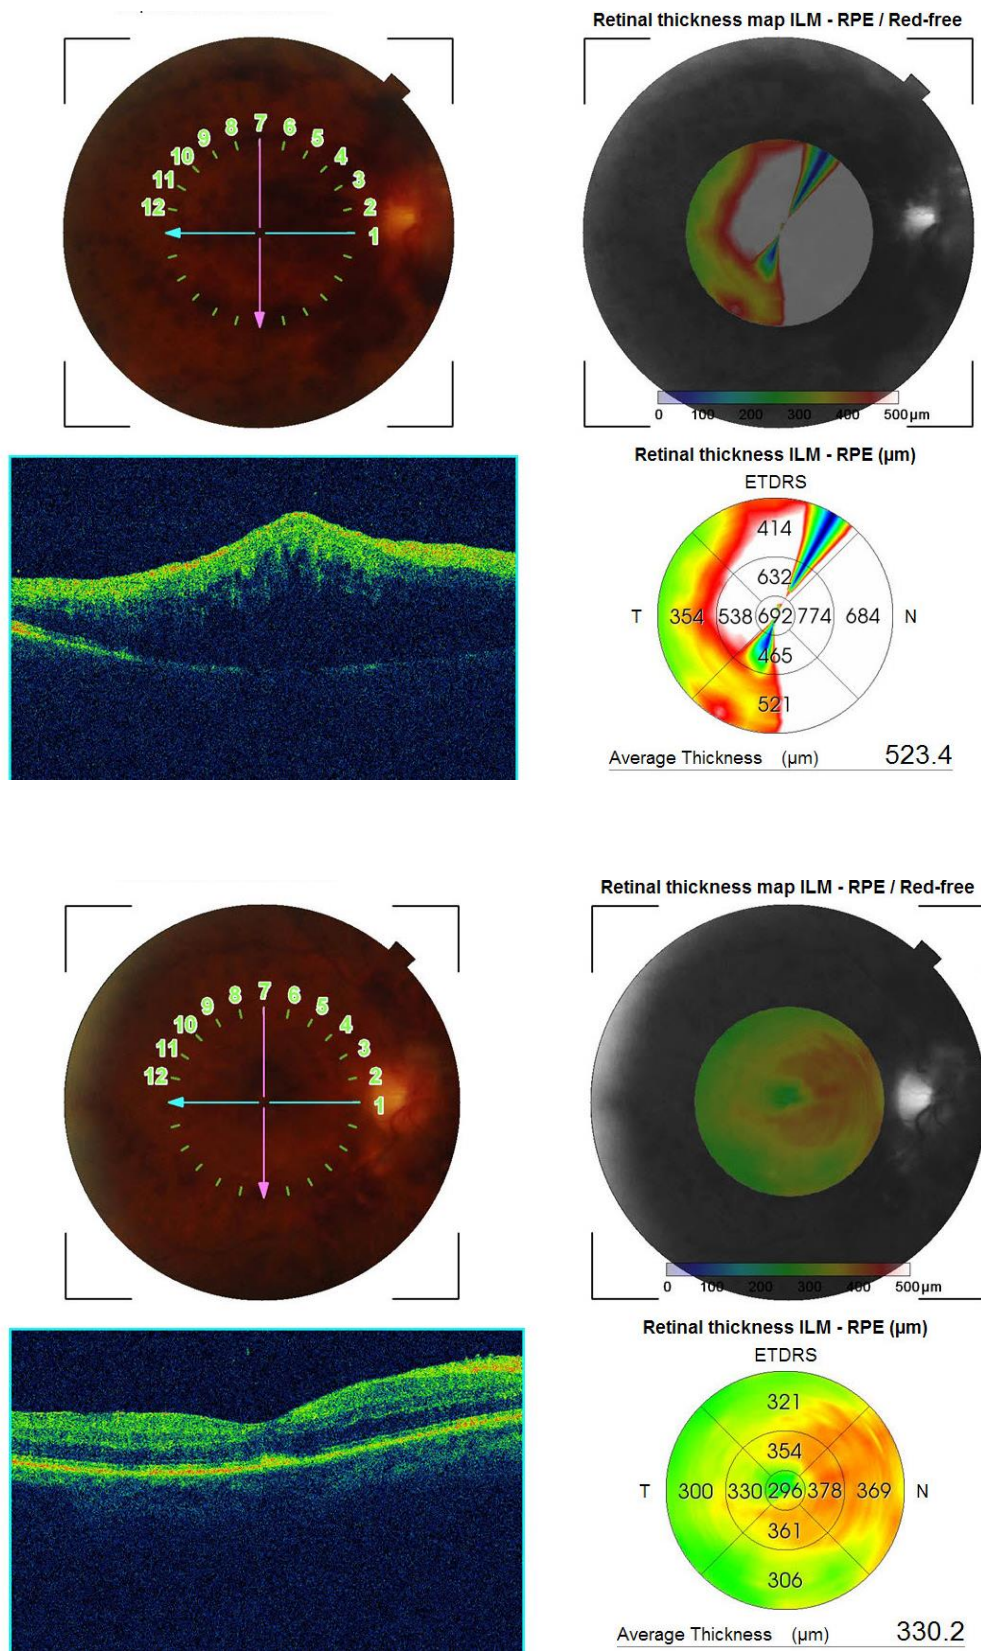 Retinal thickness map ILM - RPE / Red-free
7
8 6
9 5
10 4
11 3
12 2
1
0 100 200 300 400 500µm
Retinal thickness ILM - RPE (µm)
ETDRS
414
632
T 354 538 692 774 684 N
465
521
Average Thickness (µm) 523.4
Retinal thickness map ILM - RPE / Red-free
7
8 6
9 5
10 4
11 3
12 2
1
0 100 200 300 400 500µm
Retinal thickness ILM - RPE (µm)
ETDRS
321
354
T 300 330 296 378 369 N
361
306
Average Thickness (µm) 330.2